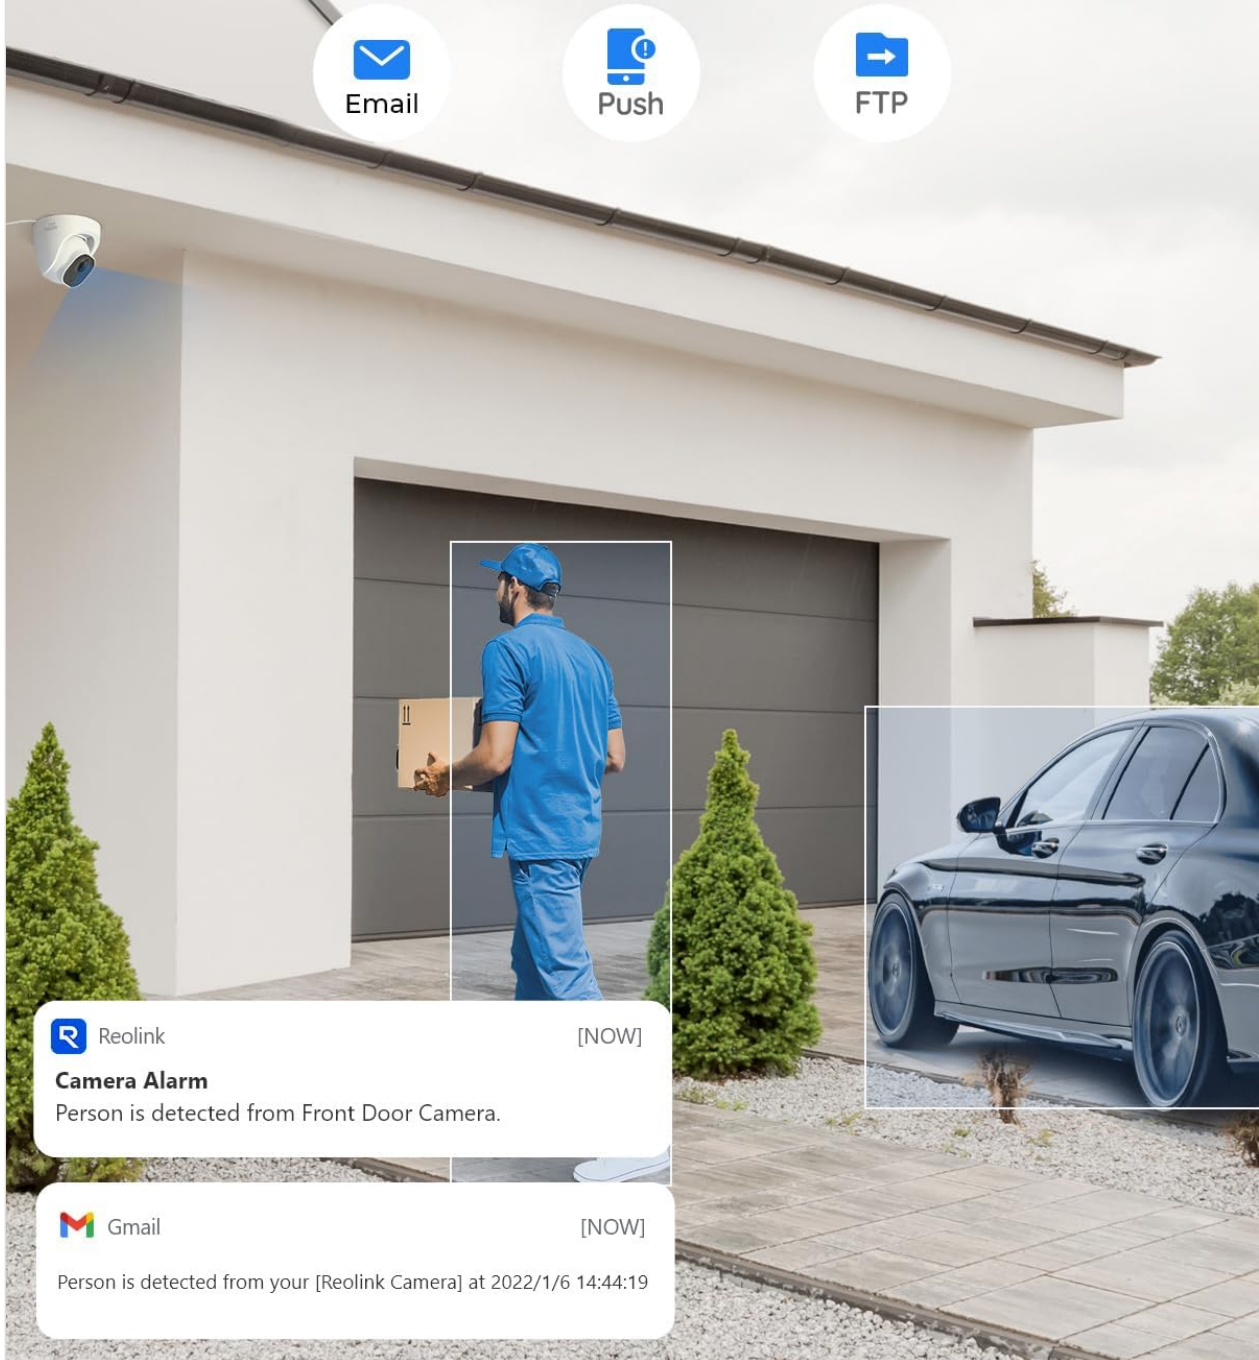 Email
Push
FTP
Reolink [NOW]
Camera Alarm
Person is detected from Front Door Camera.
Gmail [NOW]
Person is detected from your [Reolink Camera] at 2022/1/6 14:44:19